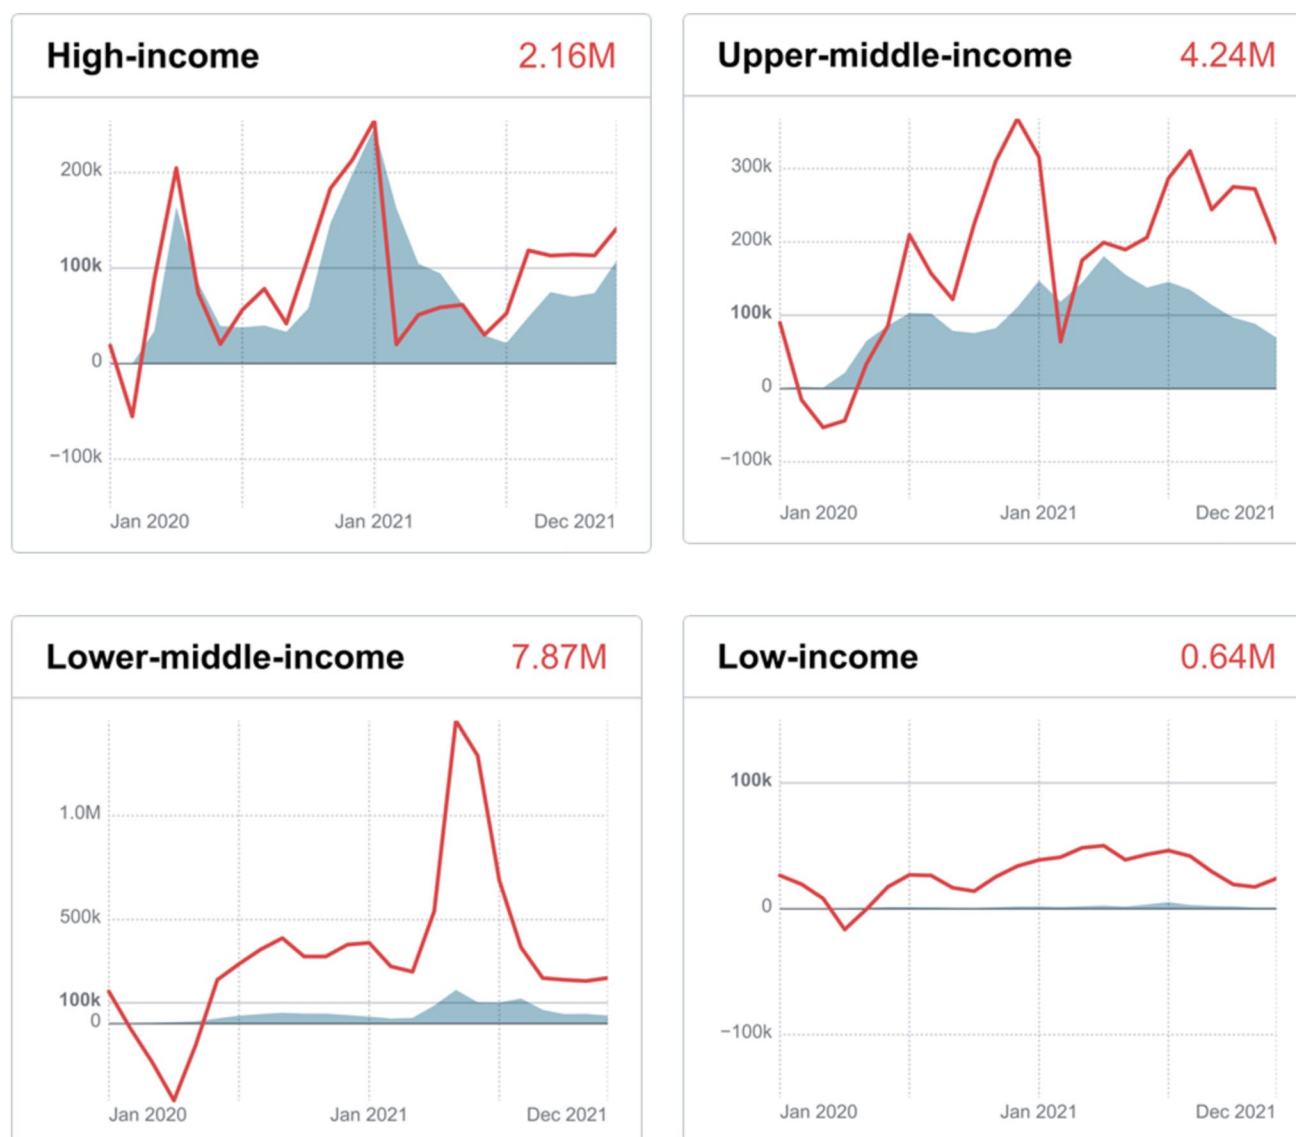 High-income 2.16M
200k
100k
0
−100k
Jan 2020 Jan 2021 Dec 2021
Upper-middle-income 4.24M
300k
200k
100k
0
−100k
Jan 2020 Jan 2021 Dec 2021
Lower-middle-income 7.87M
1.0M
500k
100k
0
Jan 2020 Jan 2021 Dec 2021
Low-income 0.64M
100k
0
−100k
Jan 2020 Jan 2021 Dec 2021